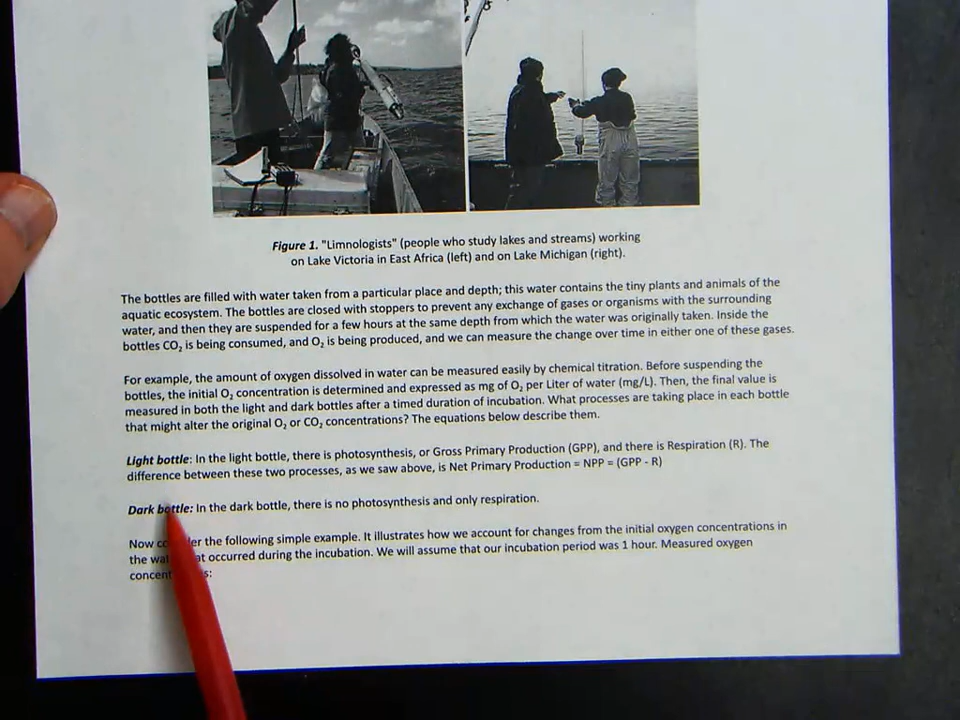 Figure 1. "Limnologists" (people who study lakes and streams) working
on Lake Victoria in East Africa (left) and on Lake Michigan (right).
The bottles are filled with water taken from a particular place and depth; this water contains the tiny plants and animals of the
aquatic ecosystem. The bottles are closed with stoppers to prevent any exchange of gases or organisms with the surrounding
water, and then they are suspended for a few hours at the same depth from which the water was originally taken. Inside the
bottles CO₂ is being consumed, and O₂ is being produced, and we can measure the change over time in either one of these gases.
For example, the amount of oxygen dissolved in water can be measured easily by chemical titration. Before suspending the
bottles, the initial O₂ concentration is determined and expressed as mg of O₂ per Liter of water (mg/L). Then, the final value is
measured in both the light and dark bottles after a timed duration of incubation. What processes are taking place in each bottle
that might alter the original O₂ or CO₂ concentrations? The equations below describe them.
Light bottle: In the light bottle, there is photosynthesis, or Gross Primary Production (GPP), and there is Respiration (R). The
difference between these two processes, as we saw above, is Net Primary Production = NPP = (GPP - R)
Dark bottle: In the dark bottle, there is no photosynthesis and only respiration.
Now the following simple example. It illustrates how we account for changes from the initial oxygen concentrations in
the occurred during the incubation. We will assume that our incubation period was 1 hour. Measured oxygen